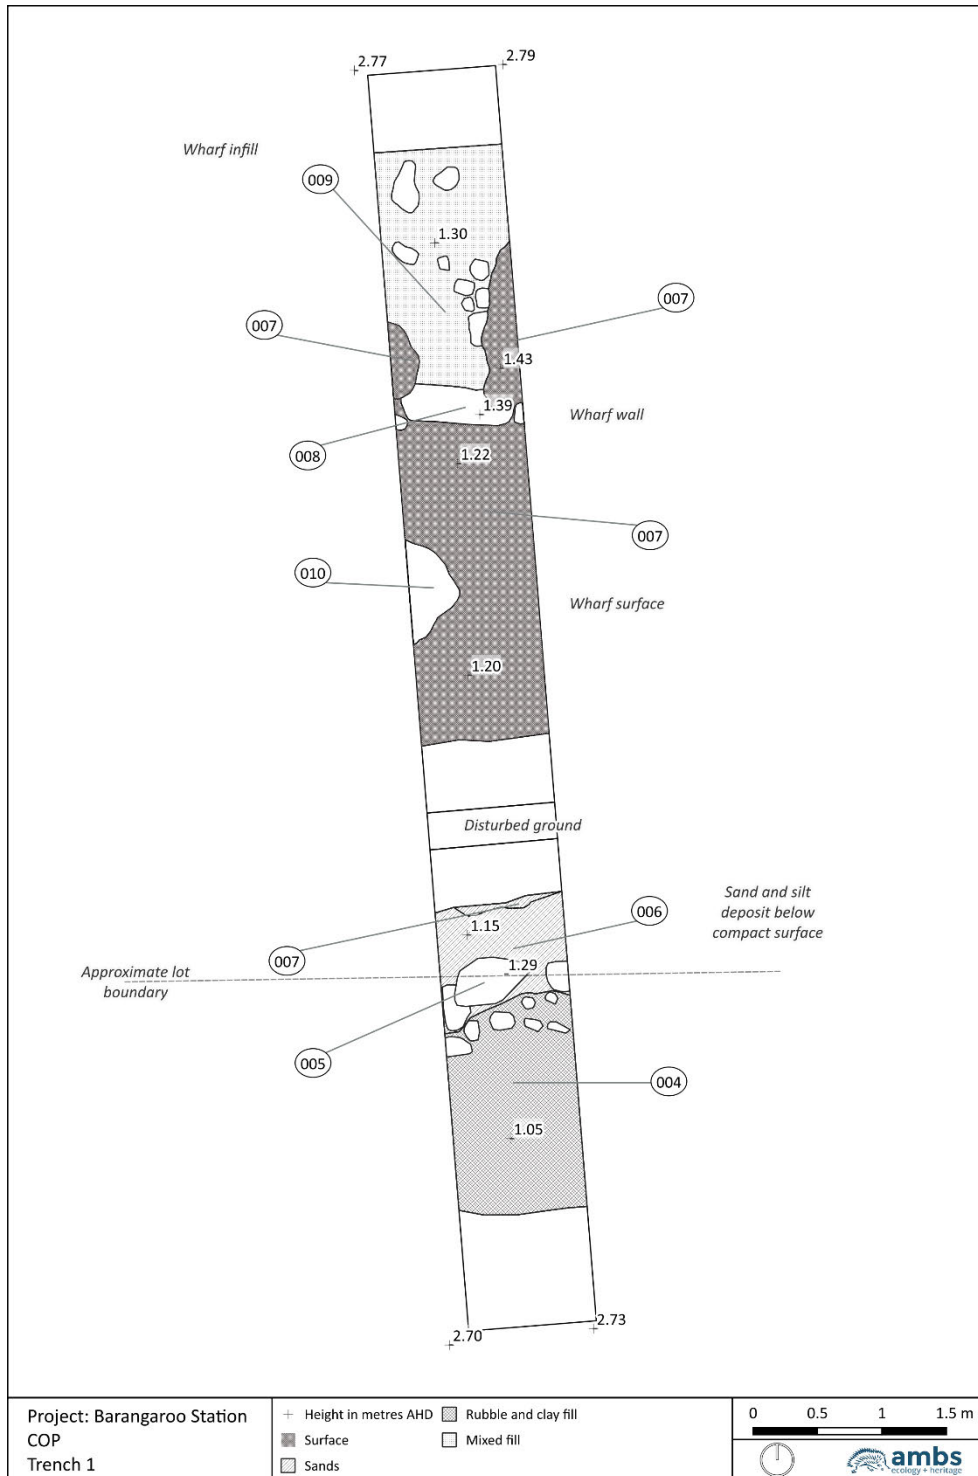 2.77
2.79
Wharf infill
009
1.30
007
007
1.43
1.39
Wharf wall
008
1.22
007
010
Wharf surface
1.20
Disturbed ground
Sand and silt
deposit below
compact surface
006
1.15
007
1.29
Approximate lot
boundary
005
004
1.05
2.70
2.73
Project: Barangaroo Station
COP
Trench 1
Height in metres AHD
Surface
Sands
Rubble and clay fill
Mixed fill
0 0.5 1 1.5 m
ambs
ecology + heritage